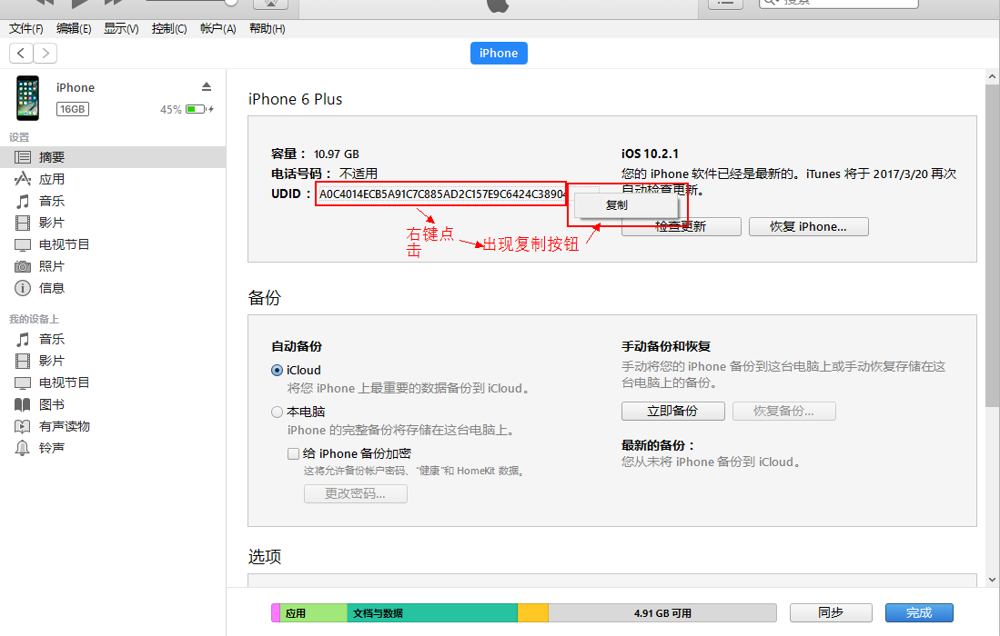 搜索
文件(F) 编辑(E) 显示(V) 控制(C) 帐户(A) 帮助(H)
iPhone
iPhone
16GB
45%
设置
摘要
应用
音乐
影片
电视节目
照片
信息
我的设备上
音乐
影片
电视节目
图书
有声读物
铃声
iPhone 6 Plus
容量： 10.97 GB
电话号码： 不适用
UDID： A0C4014ECB5A91C7C885AD2C157E9C6424C38904
复制
右键点
击
出现复制按钮
iOS 10.2.1
您的 iPhone 软件已经是最新的。iTunes 将于 2017/3/20 再次
自动检查更新。
检查更新
恢复 iPhone...
备份
自动备份
iCloud
将您 iPhone 上最重要的数据备份到 iCloud。
本电脑
iPhone 的完整备份将存储在这台电脑上。
给 iPhone 备份加密
这将允许备份帐户密码、“健康”和 HomeKit 数据。
更改密码...
手动备份和恢复
手动将您的 iPhone 备份到这台电脑上或手动恢复存储在这
台电脑上的备份。
立即备份
恢复备份...
最新的备份：
您从未将 iPhone 备份到 iCloud。
选项
应用
文档与数据
4.91 GB 可用
同步
完成